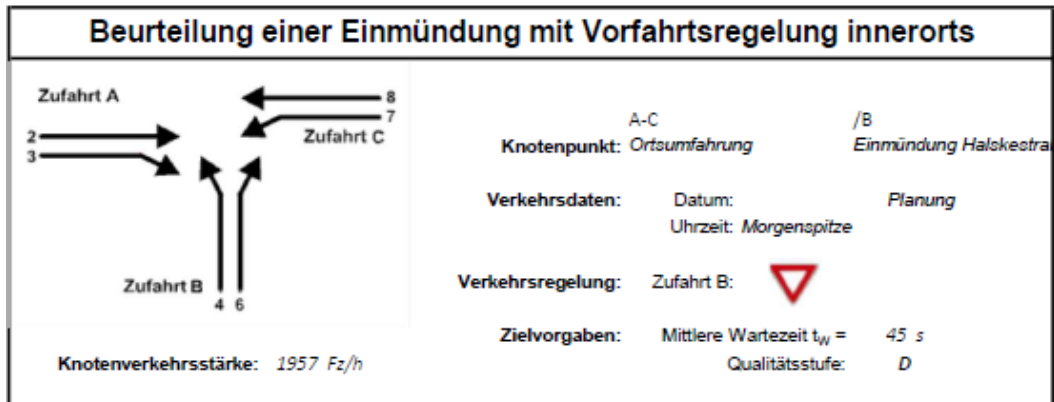 Beurteilung einer Einmündung mit Vorfahrtsregelung innerorts
Zufahrt A
8
7
2
3
Zufahrt C
Zufahrt B
4 6
Knotenverkehrsstärke: 1957 Fz/h
A-C /B
Knotenpunkt: Ortsumfahrung Einmündung Halskestra
Verkehrsdaten: Datum: Planung
Uhrzeit: Morgenspitze
Verkehrsregelung: Zufahrt B:
Zielvorgaben: Mittlere Wartezeit tW = 45 s
Qualitätsstufe: D